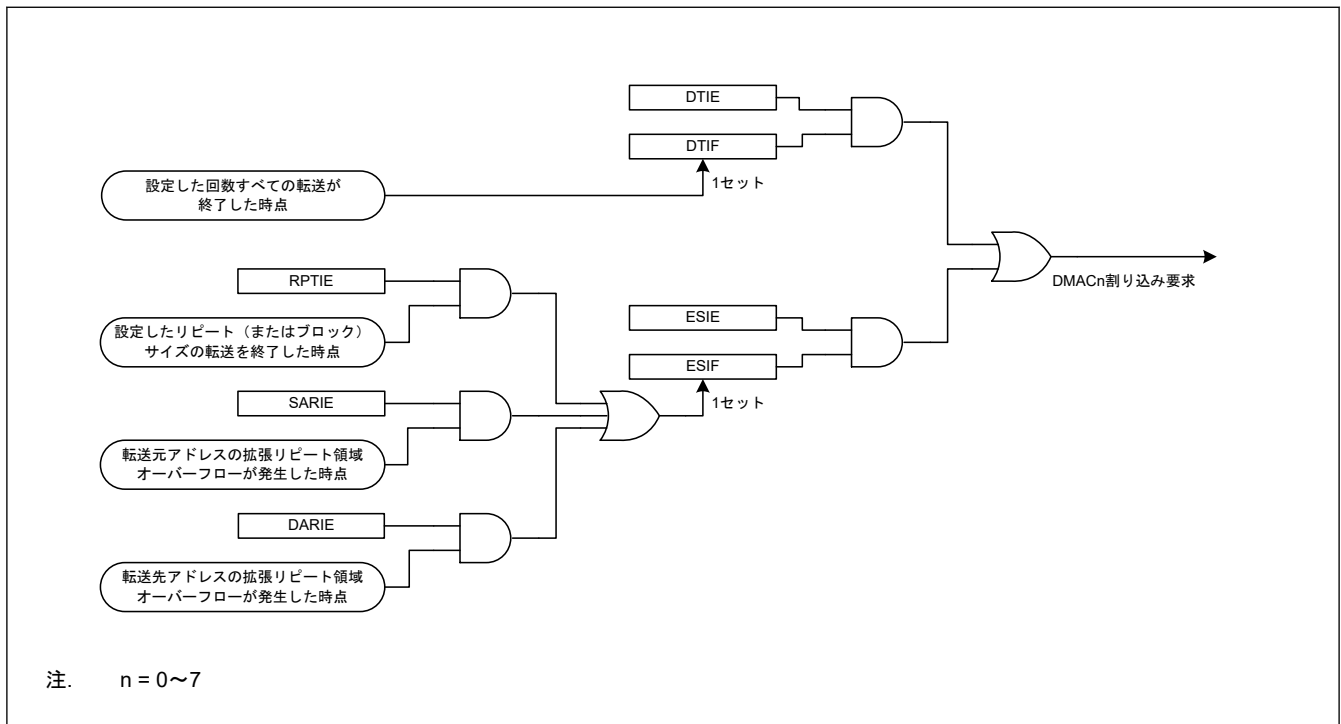 DTIE
DTIF
1セット
設定した回数すべての転送が
終了した時点
RPTIE
設定したリピート（またはブロック）
サイズの転送を終了した時点
SARIE
転送元アドレスの拡張リピート領域
オーバーフローが発生した時点
DARIE
転送先アドレスの拡張リピート領域
オーバーフローが発生した時点
ESIE
ESIF
1セット
DMACn割り込み要求
注. n = 0～7